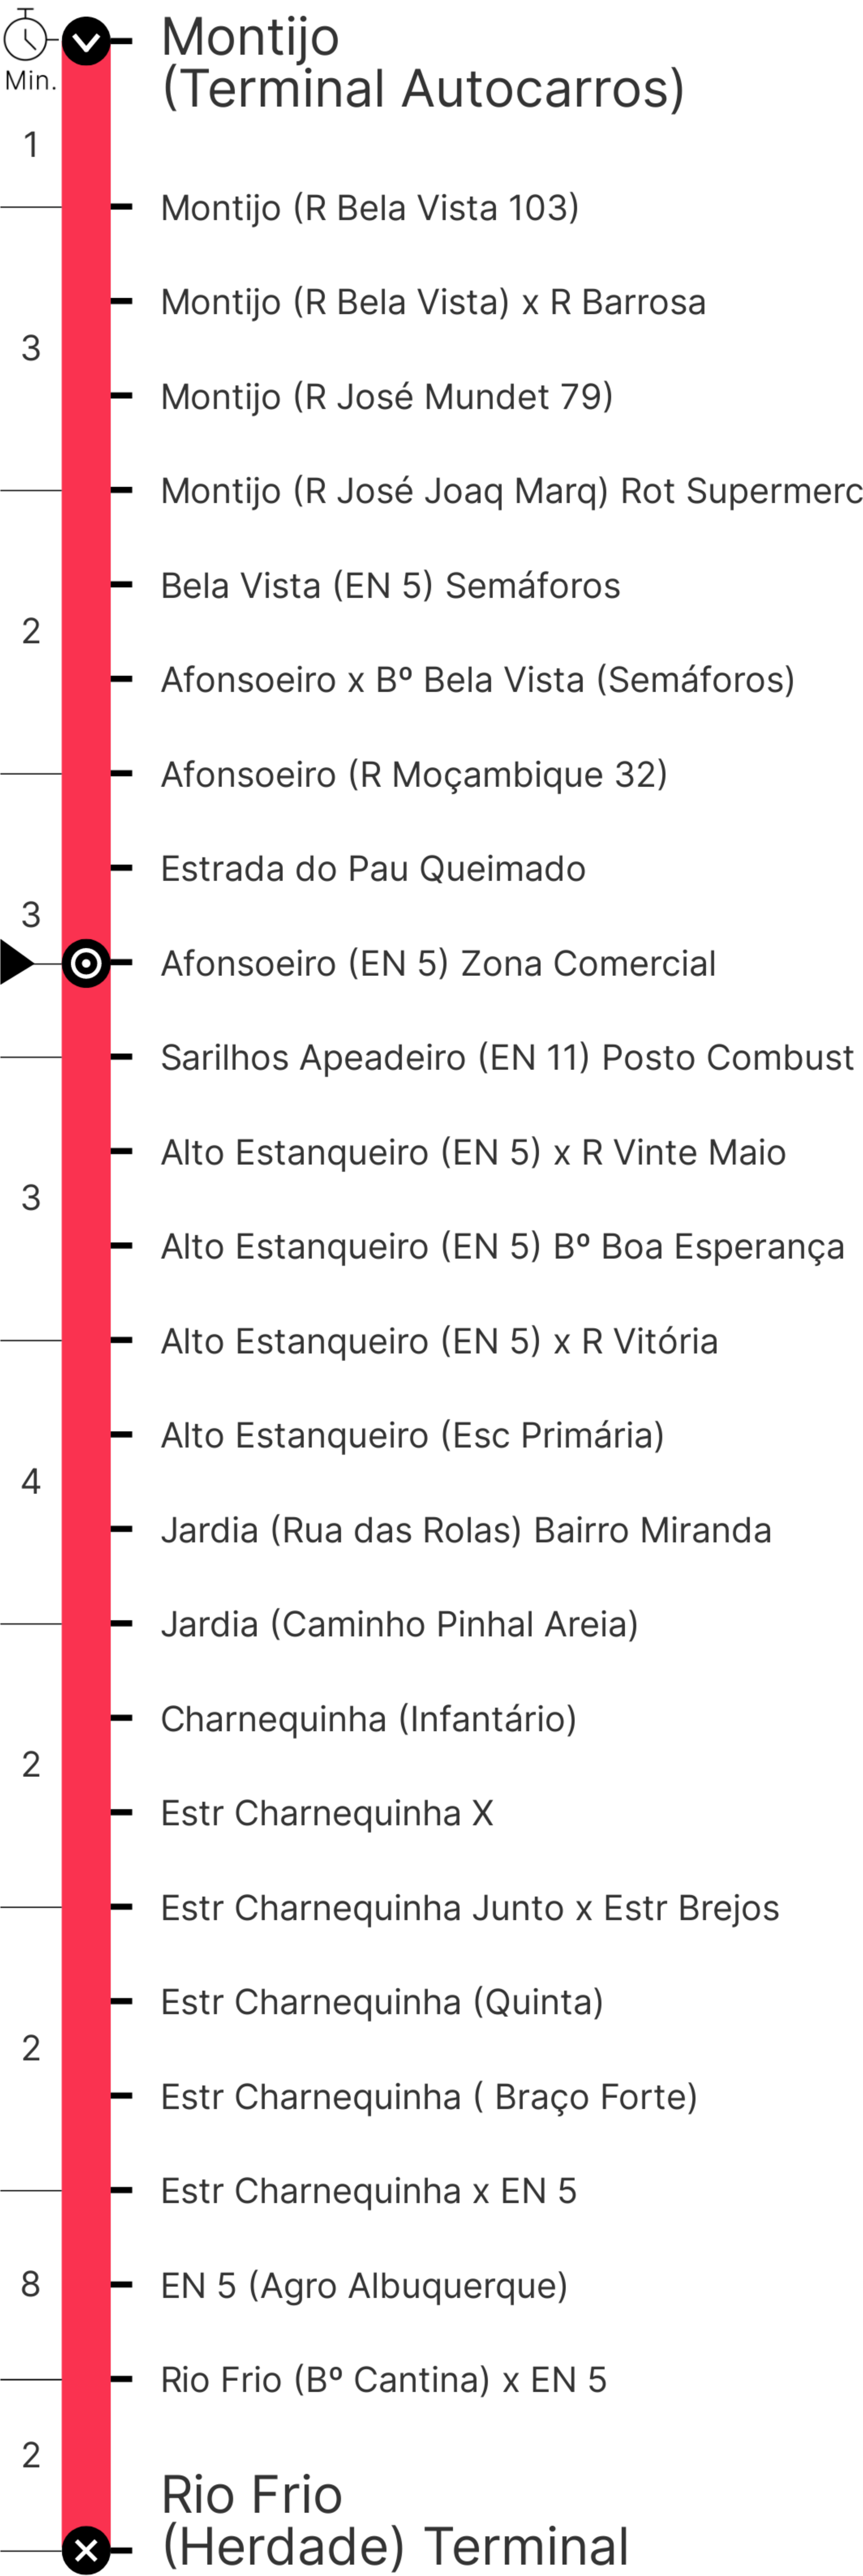 Montijo
(Terminal Autocarros)
Min.
1
Montijo (R Bela Vista 103)
Montijo (R Bela Vista) x R Barrosa
3
Montijo (R José Mundet 79)
Montijo (R José Joaq Marq) Rot Supermerc
Bela Vista (EN 5) Semáforos
2
Afonsoeiro x Bº Bela Vista (Semáforos)
Afonsoeiro (R Moçambique 32)
Estrada do Pau Queimado
3
Afonsoeiro (EN 5) Zona Comercial
Sarilhos Apeadeiro (EN 11) Posto Combust
Alto Estanqueiro (EN 5) x R Vinte Maio
3
Alto Estanqueiro (EN 5) Bº Boa Esperança
Alto Estanqueiro (EN 5) x R Vitória
Alto Estanqueiro (Esc Primária)
4
Jardia (Rua das Rolas) Bairro Miranda
Jardia (Caminho Pinhal Areia)
Charnequinha (Infantário)
2
Estr Charnequinha X
Estr Charnequinha Junto x Estr Brejos
Estr Charnequinha (Quinta)
2
Estr Charnequinha ( Braço Forte)
Estr Charnequinha x EN 5
8
EN 5 (Agro Albuquerque)
Rio Frio (Bº Cantina) x EN 5
2
Rio Frio
(Herdade) Terminal